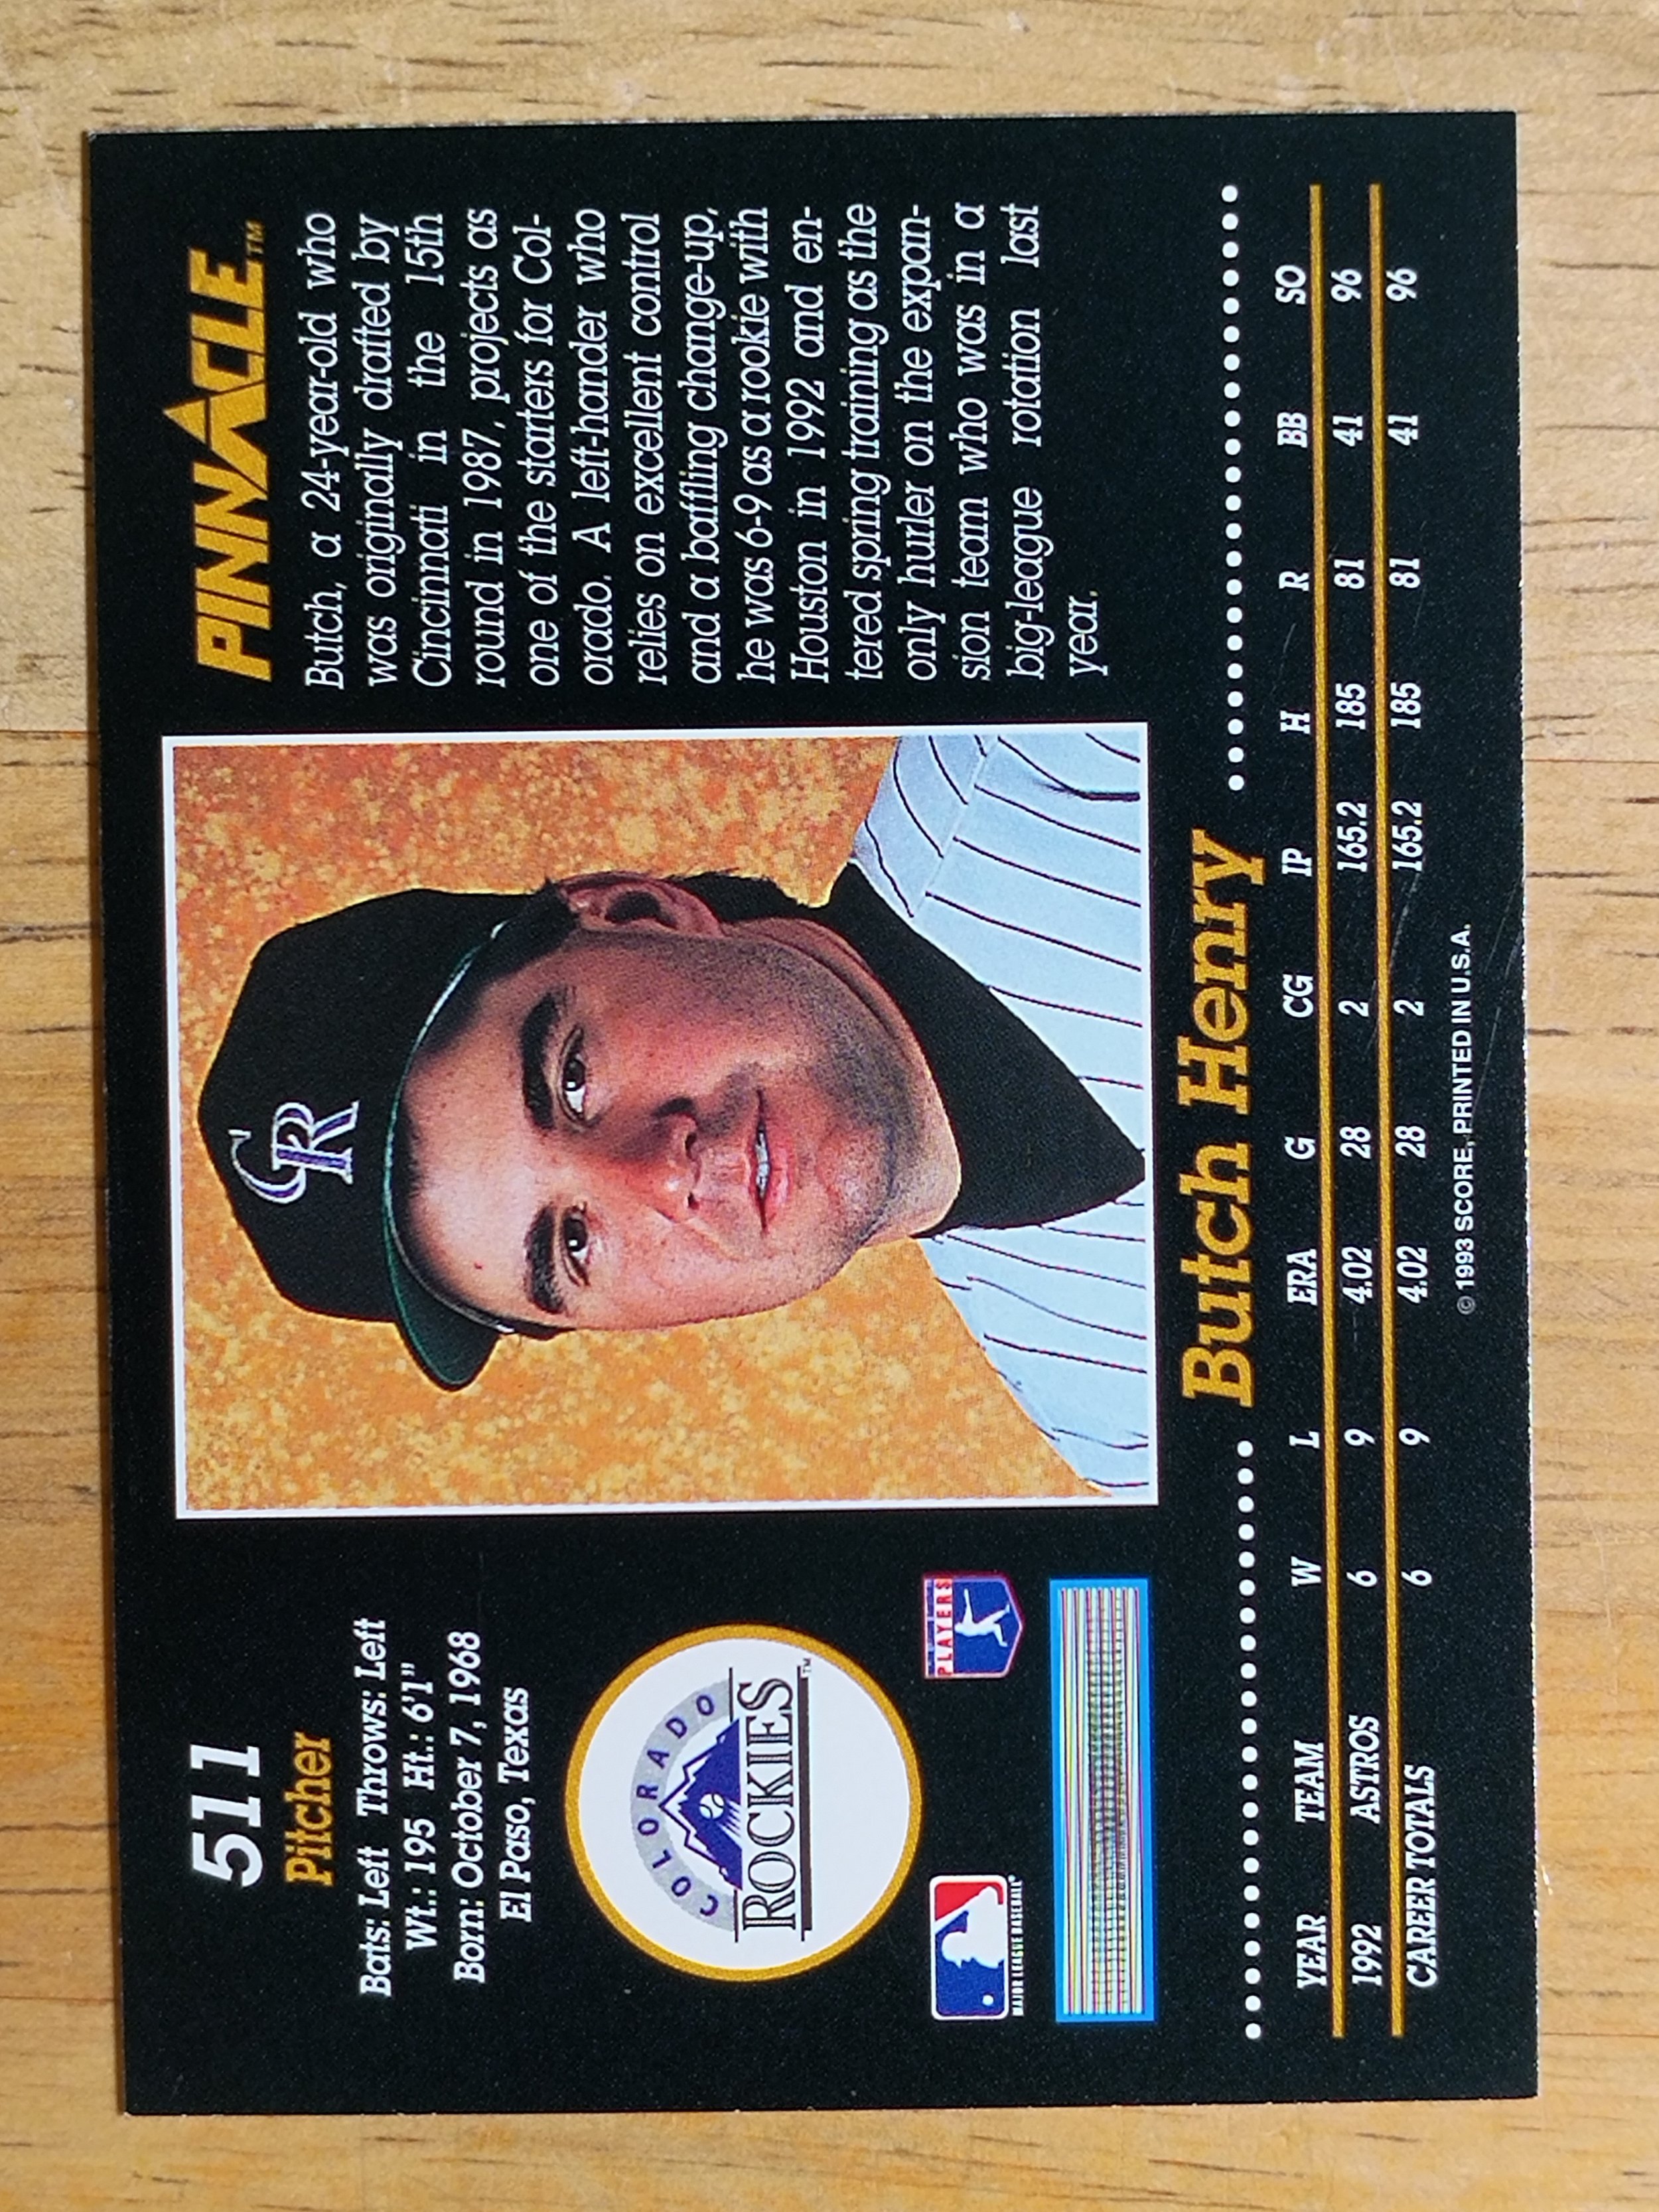 511
Pitcher
Bats: Left Throws: Left
Wt.: 195 Ht.: 6'1"
Born: October 7, 1968
El Paso, Texas
COLORADO
ROCKIES
TM
MAJOR LEAGUE BASEBALL®
PLAYERS
CR
PINNACLE™
Butch, a 24-year-old who
was originally drafted by
Cincinnati in the 15th
round in 1987, projects as
one of the starters for Col-
orado. A left-hander who
relies on excellent control
and a baffling change-up,
he was 6-9 as a rookie with
Houston in 1992 and en-
tered spring training as the
only hurler on the expan-
sion team who was in a
big-league rotation last
year.
Butch Henry
YEAR TEAM W L ERA G CG IP H R BB SO
1992 ASTROS 6 9 4.02 28 2 165.2 185 81 41 96
CAREER TOTALS 6 9 4.02 28 2 165.2 185 81 41 96
© 1993 SCORE, PRINTED IN U.S.A.